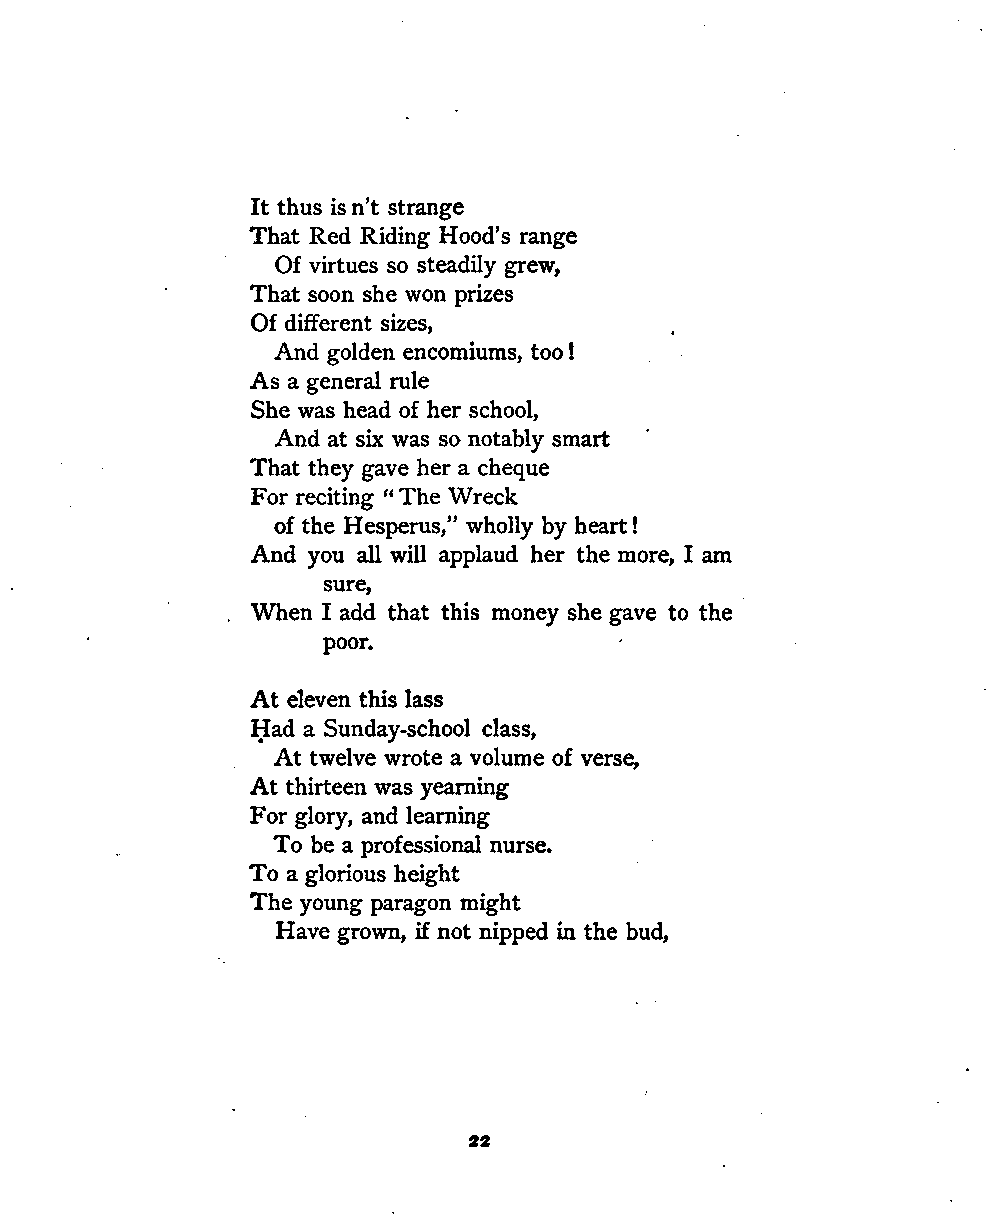 It thus is n't strange
That Red Riding Hood's range
Of virtues so steadily grew,
That soon she won prizes
Of different sizes,
And golden encomiums, too!
As a general rule
She was head of her school,
And at six was so notably smart
That they gave her a cheque
For reciting "The Wreck
of the Hesperus," wholly by heart!
And you all will applaud her the more, I am
sure,
When I add that this money she gave to the
poor.
At eleven this lass
Had a Sunday-school class,
At twelve wrote a volume of verse,
At thirteen was yearning
For glory, and learning
To be a professional nurse.
To a glorious height
The young paragon might
Have grown, if not nipped in the bud,
22